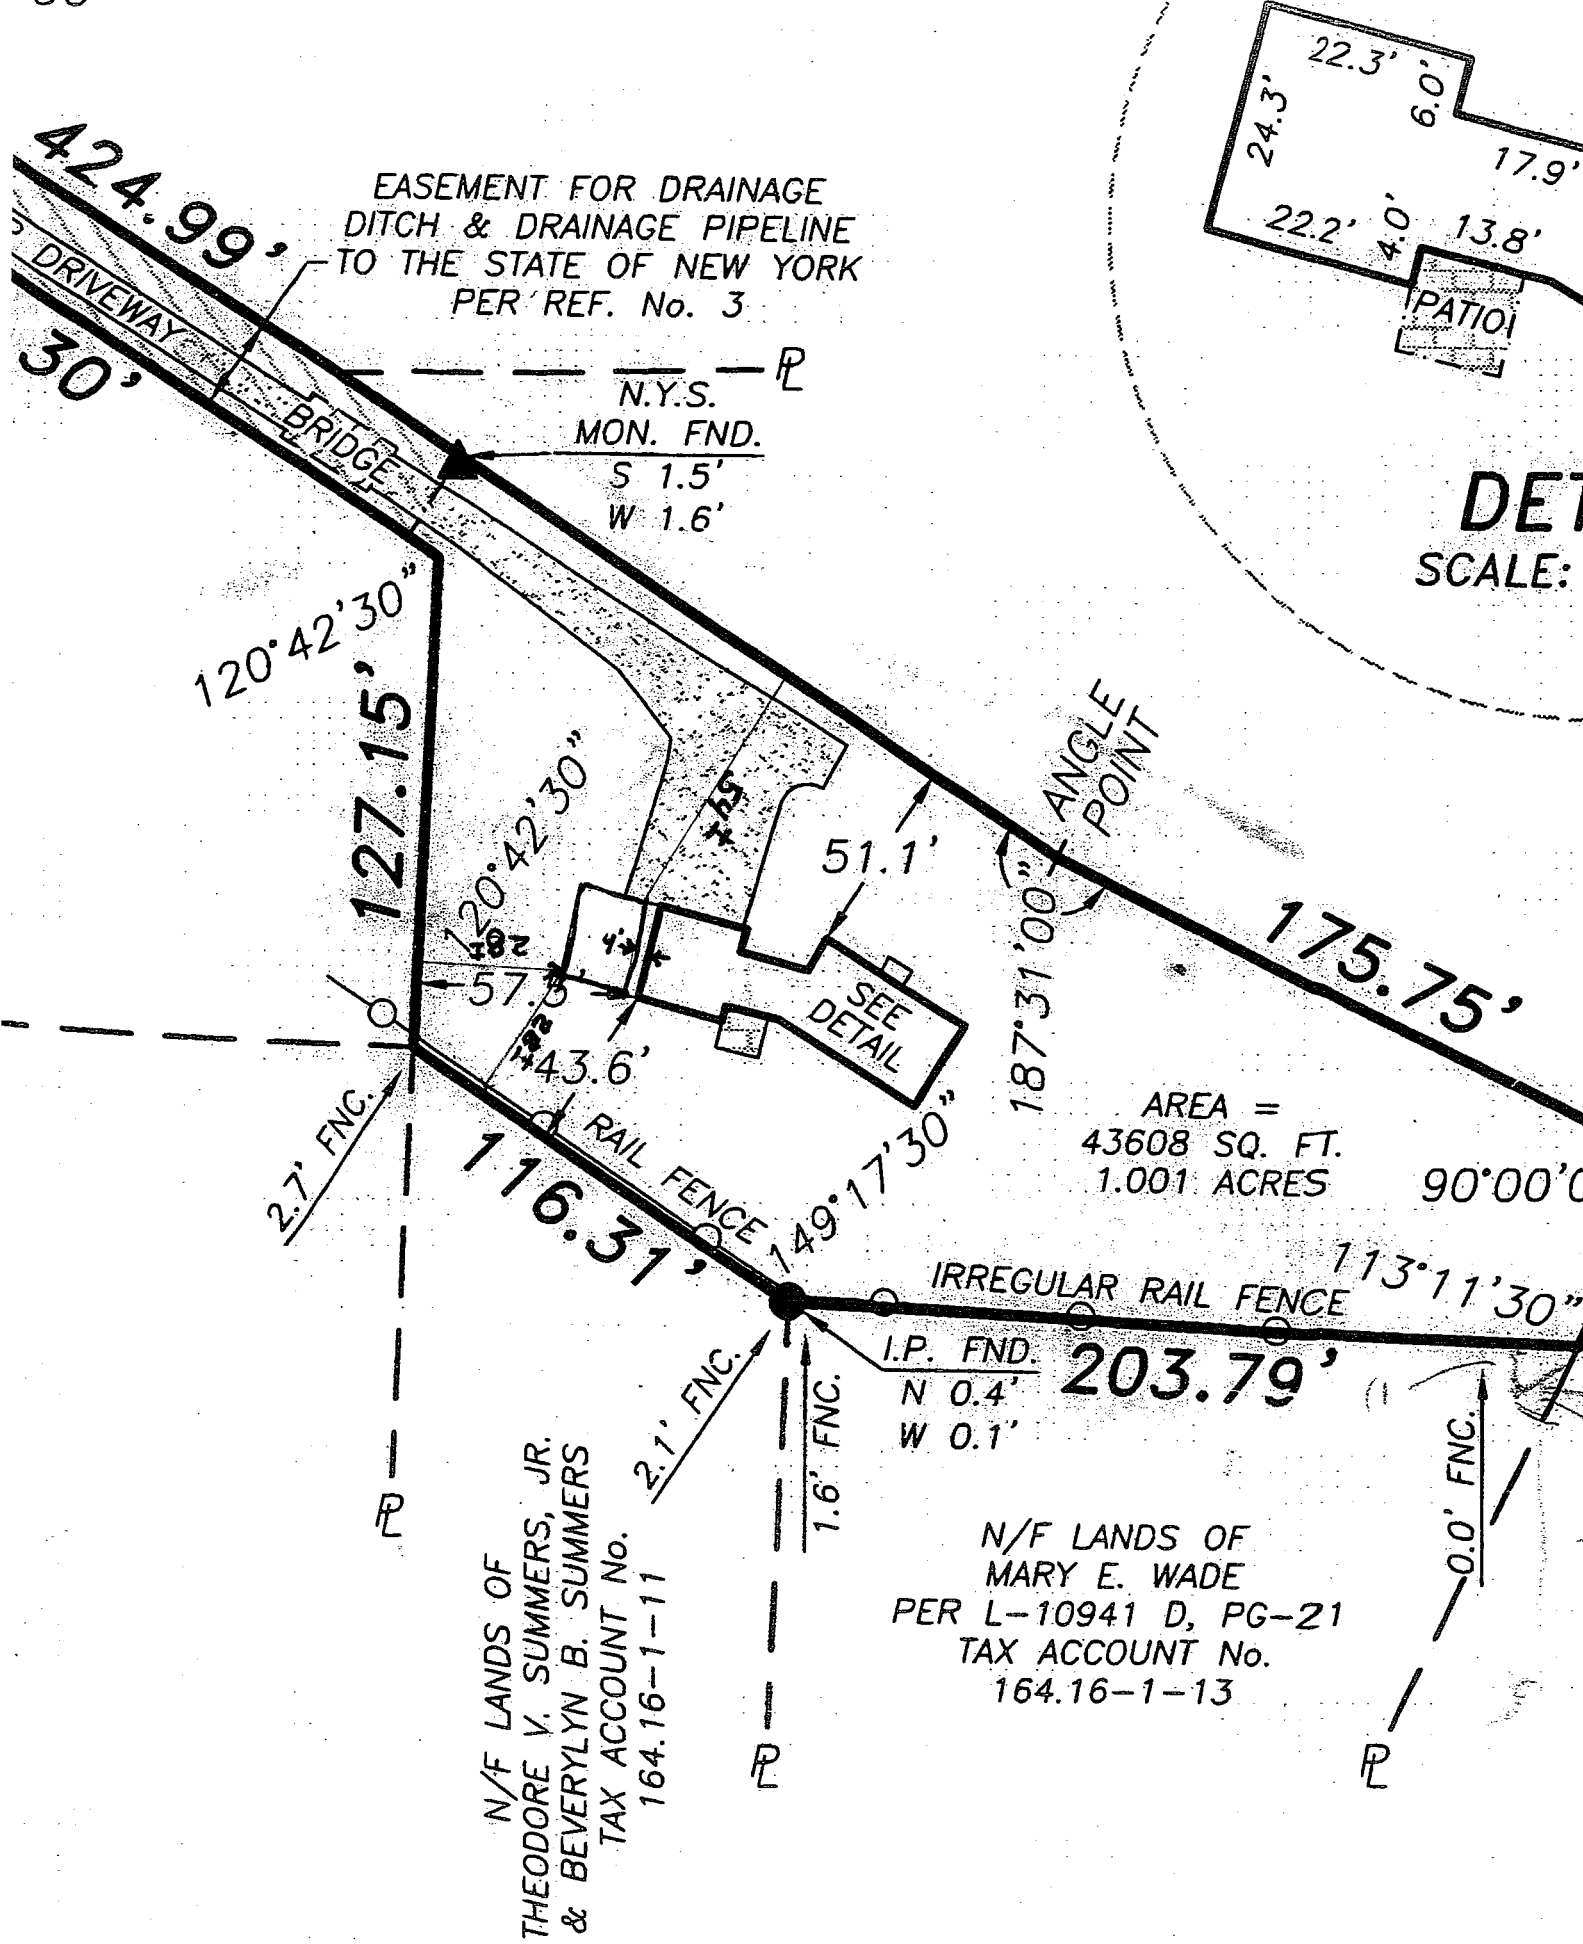 424.99'
EASEMENT FOR DRAINAGE
DITCH & DRAINAGE PIPELINE
TO THE STATE OF NEW YORK
PER REF. No. 3
DRIVEWAY
30'
BRIDGE
N.Y.S.
MON. FND.
S 1.5'
W 1.6'
22.3'
6.0'
24.3'
17.9'
22.2'
4.0'
13.8'
PATIO
SCALE:
120°42'30"
127.15'
120°42'30"
28±
57.3'
4'
54±
51.1'
ANGLE
POINT
187°31'00"
175.75'
SEE
DETAIL
28±
43.6'
2.7' FNC.
RAIL FENCE
116.31'
149°17'30"
AREA =
43608 SQ. FT.
1.001 ACRES
IRREGULAR RAIL FENCE
113°11'30"
I.P. FND.
N 0.4'
W 0.1'
203.79'
2.1' FNC.
1.6' FNC.
0.0' FNC.
N/F LANDS OF
THEODORE V. SUMMERS, JR.
& BEVERYLYN B. SUMMERS
TAX ACCOUNT No.
164.16-1-11
N/F LANDS OF
MARY E. WADE
PER L-10941 D, PG-21
TAX ACCOUNT No.
164.16-1-13